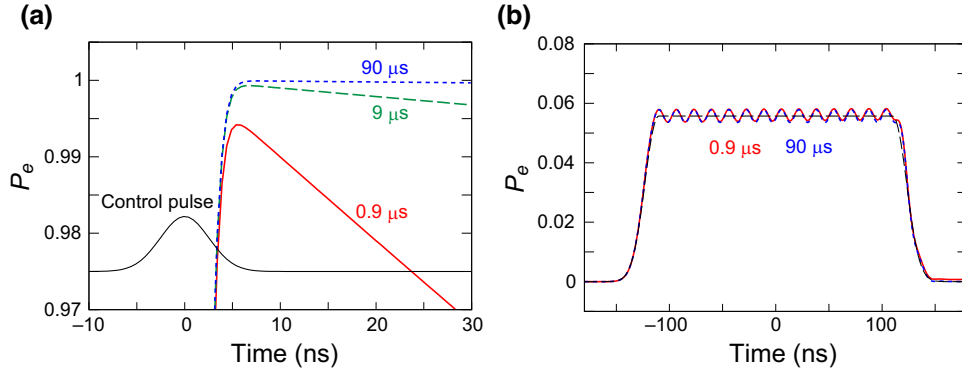 (a)
1
0.99
0.98
0.97
P_e
90 μs
9 μs
0.9 μs
Control pulse
–10 0 10 20 30
Time (ns)
(b)
0.08
0.06
0.04
0.02
0
P_e
0.9 μs 90 μs
–100 0 100
Time (ns)